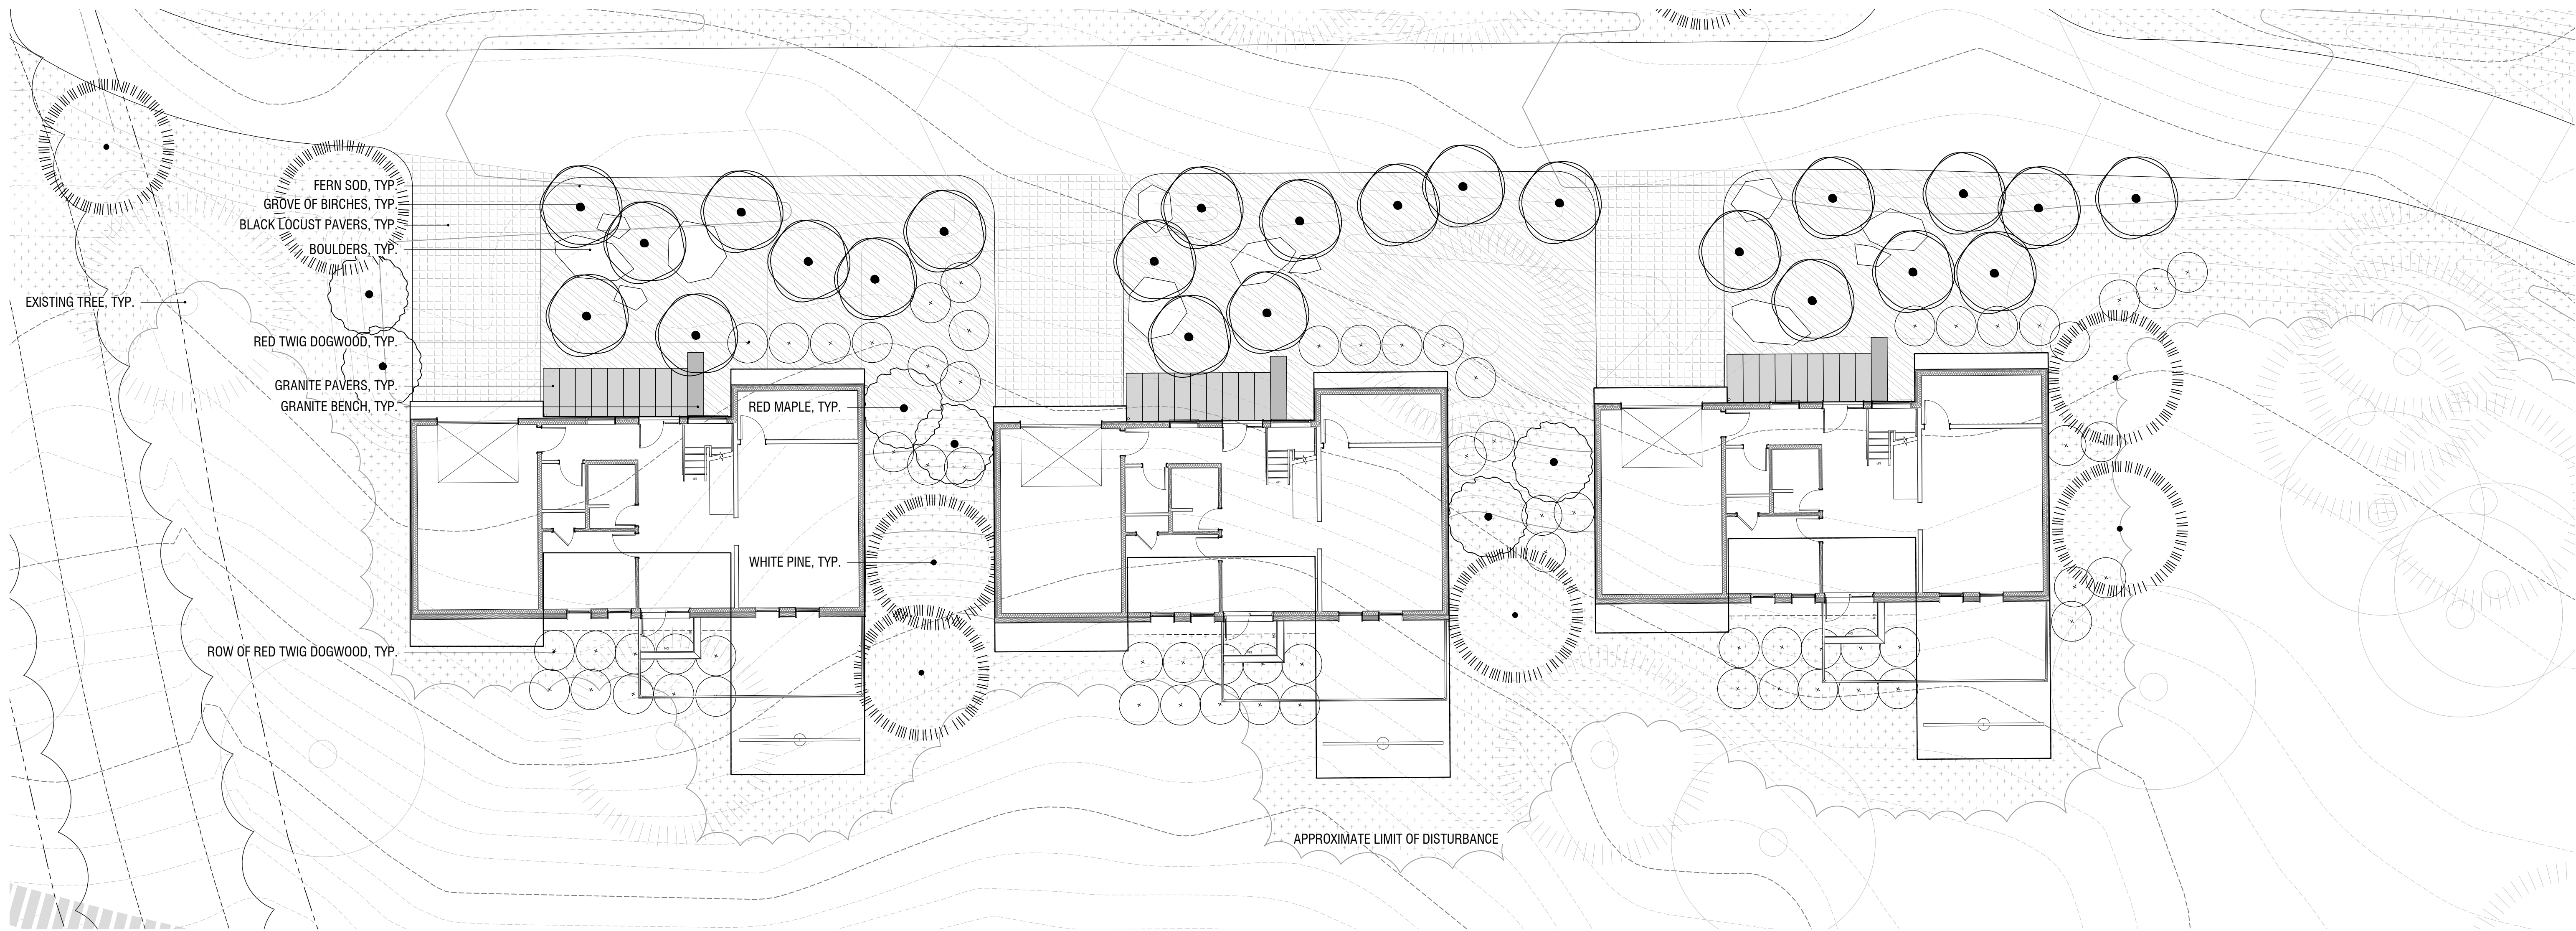 FERN SOD, TYP.
GROVE OF BIRCHES, TYP.
BLACK LOCUST PAVERS, TYP.
BOULDERS, TYP.
EXISTING TREE, TYP.
RED TWIG DOGWOOD, TYP.
GRANITE PAVERS, TYP.
GRANITE BENCH, TYP.
RED MAPLE, TYP.
WHITE PINE, TYP.
ROW OF RED TWIG DOGWOOD, TYP.
APPROXIMATE LIMIT OF DISTURBANCE